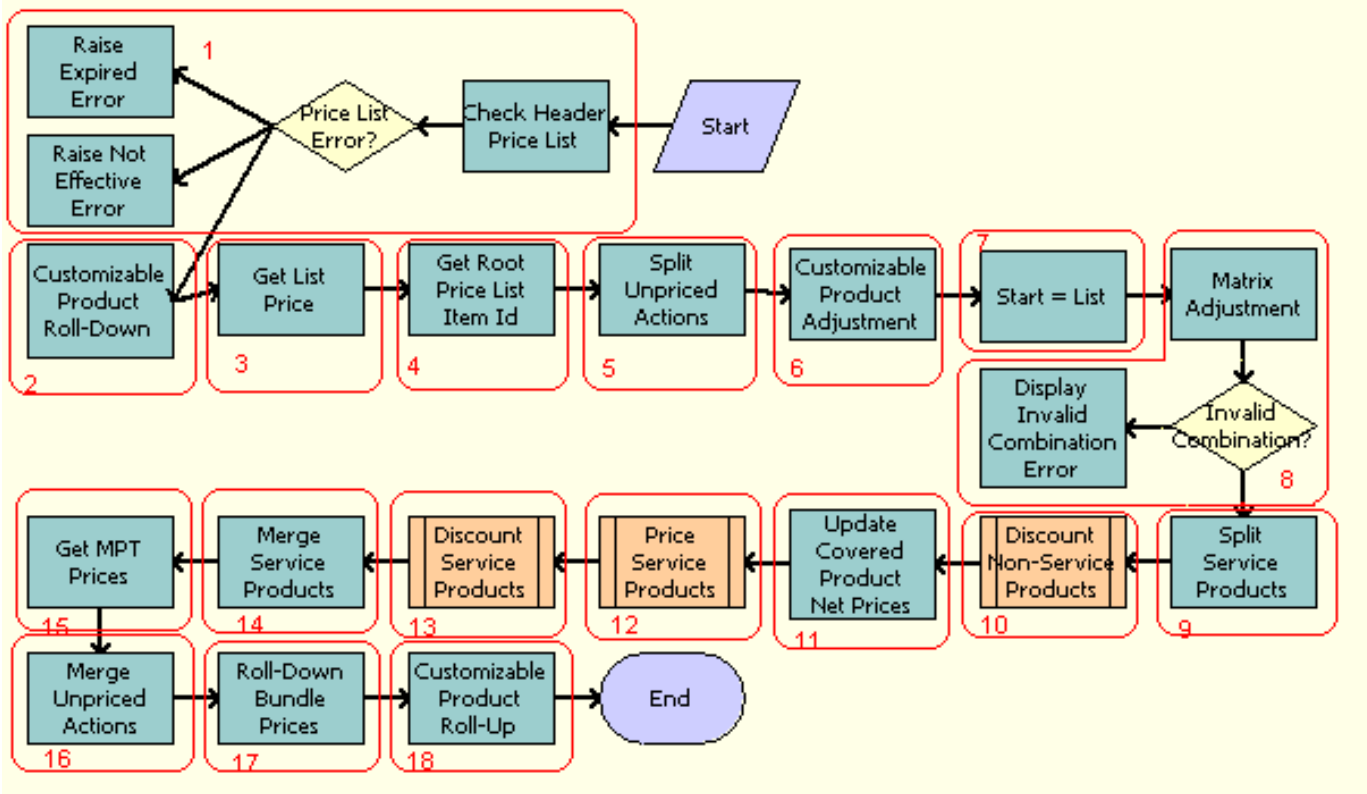 Raise
Expired
Error
1
Price List
Error?
Check Header
Price List
Start
Raise Not
Effective
Error
Customizable
Product
Roll-Down
2
Get List
Price
3
Get Root
Price List
Item Id
4
Split
Unpriced
Actions
5
Customizable
Product
Adjustment
6
7
Start = List
Matrix
Adjustment
Display
Invalid
Combination
Error
Invalid
Combination?
8
Split
Service
Products
9
Discount
Non-Service
Products
10
Update
Covered
Product
Net Prices
11
Price
Service
Products
12
Discount
Service
Products
13
Merge
Service
Products
14
Get MPT
Prices
15
Merge
Unpriced
Actions
16
Roll-Down
Bundle
Prices
17
Customizable
Product
Roll-Up
18
End